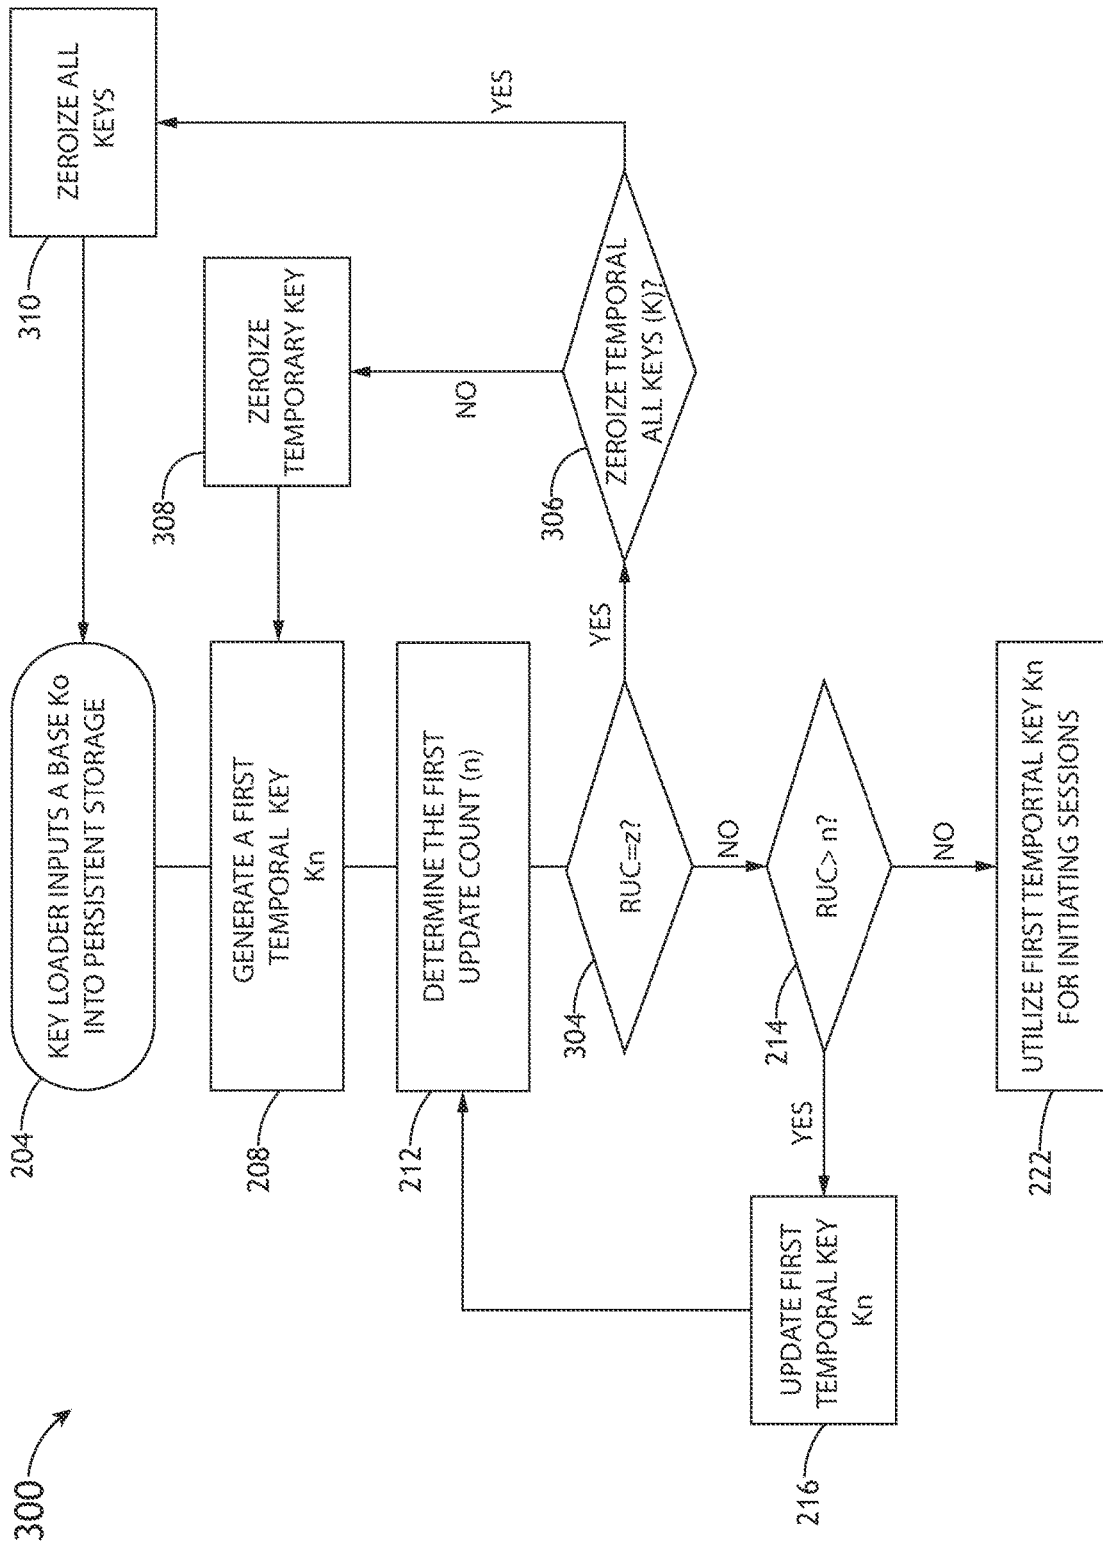 300
204
KEY LOADER INPUTS A BASE Ko
INTO PERSISTENT STORAGE
310
ZEROIZE ALL
KEYS
208
GENERATE A FIRST
TEMPORAL KEY
Kn
308
ZEROIZE
TEMPORARY KEY
212
DETERMINE THE FIRST
UPDATE COUNT (n)
NO
YES
304
RUC=z?
YES
306
ZEROIZE TEMPORAL
ALL KEYS (K)?
NO
216
UPDATE FIRST
TEMPORAL KEY
Kn
YES
214
RUC> n?
NO
222
UTILIZE FIRST TEMPORTAL KEY Kn
FOR INITIATING SESSIONS